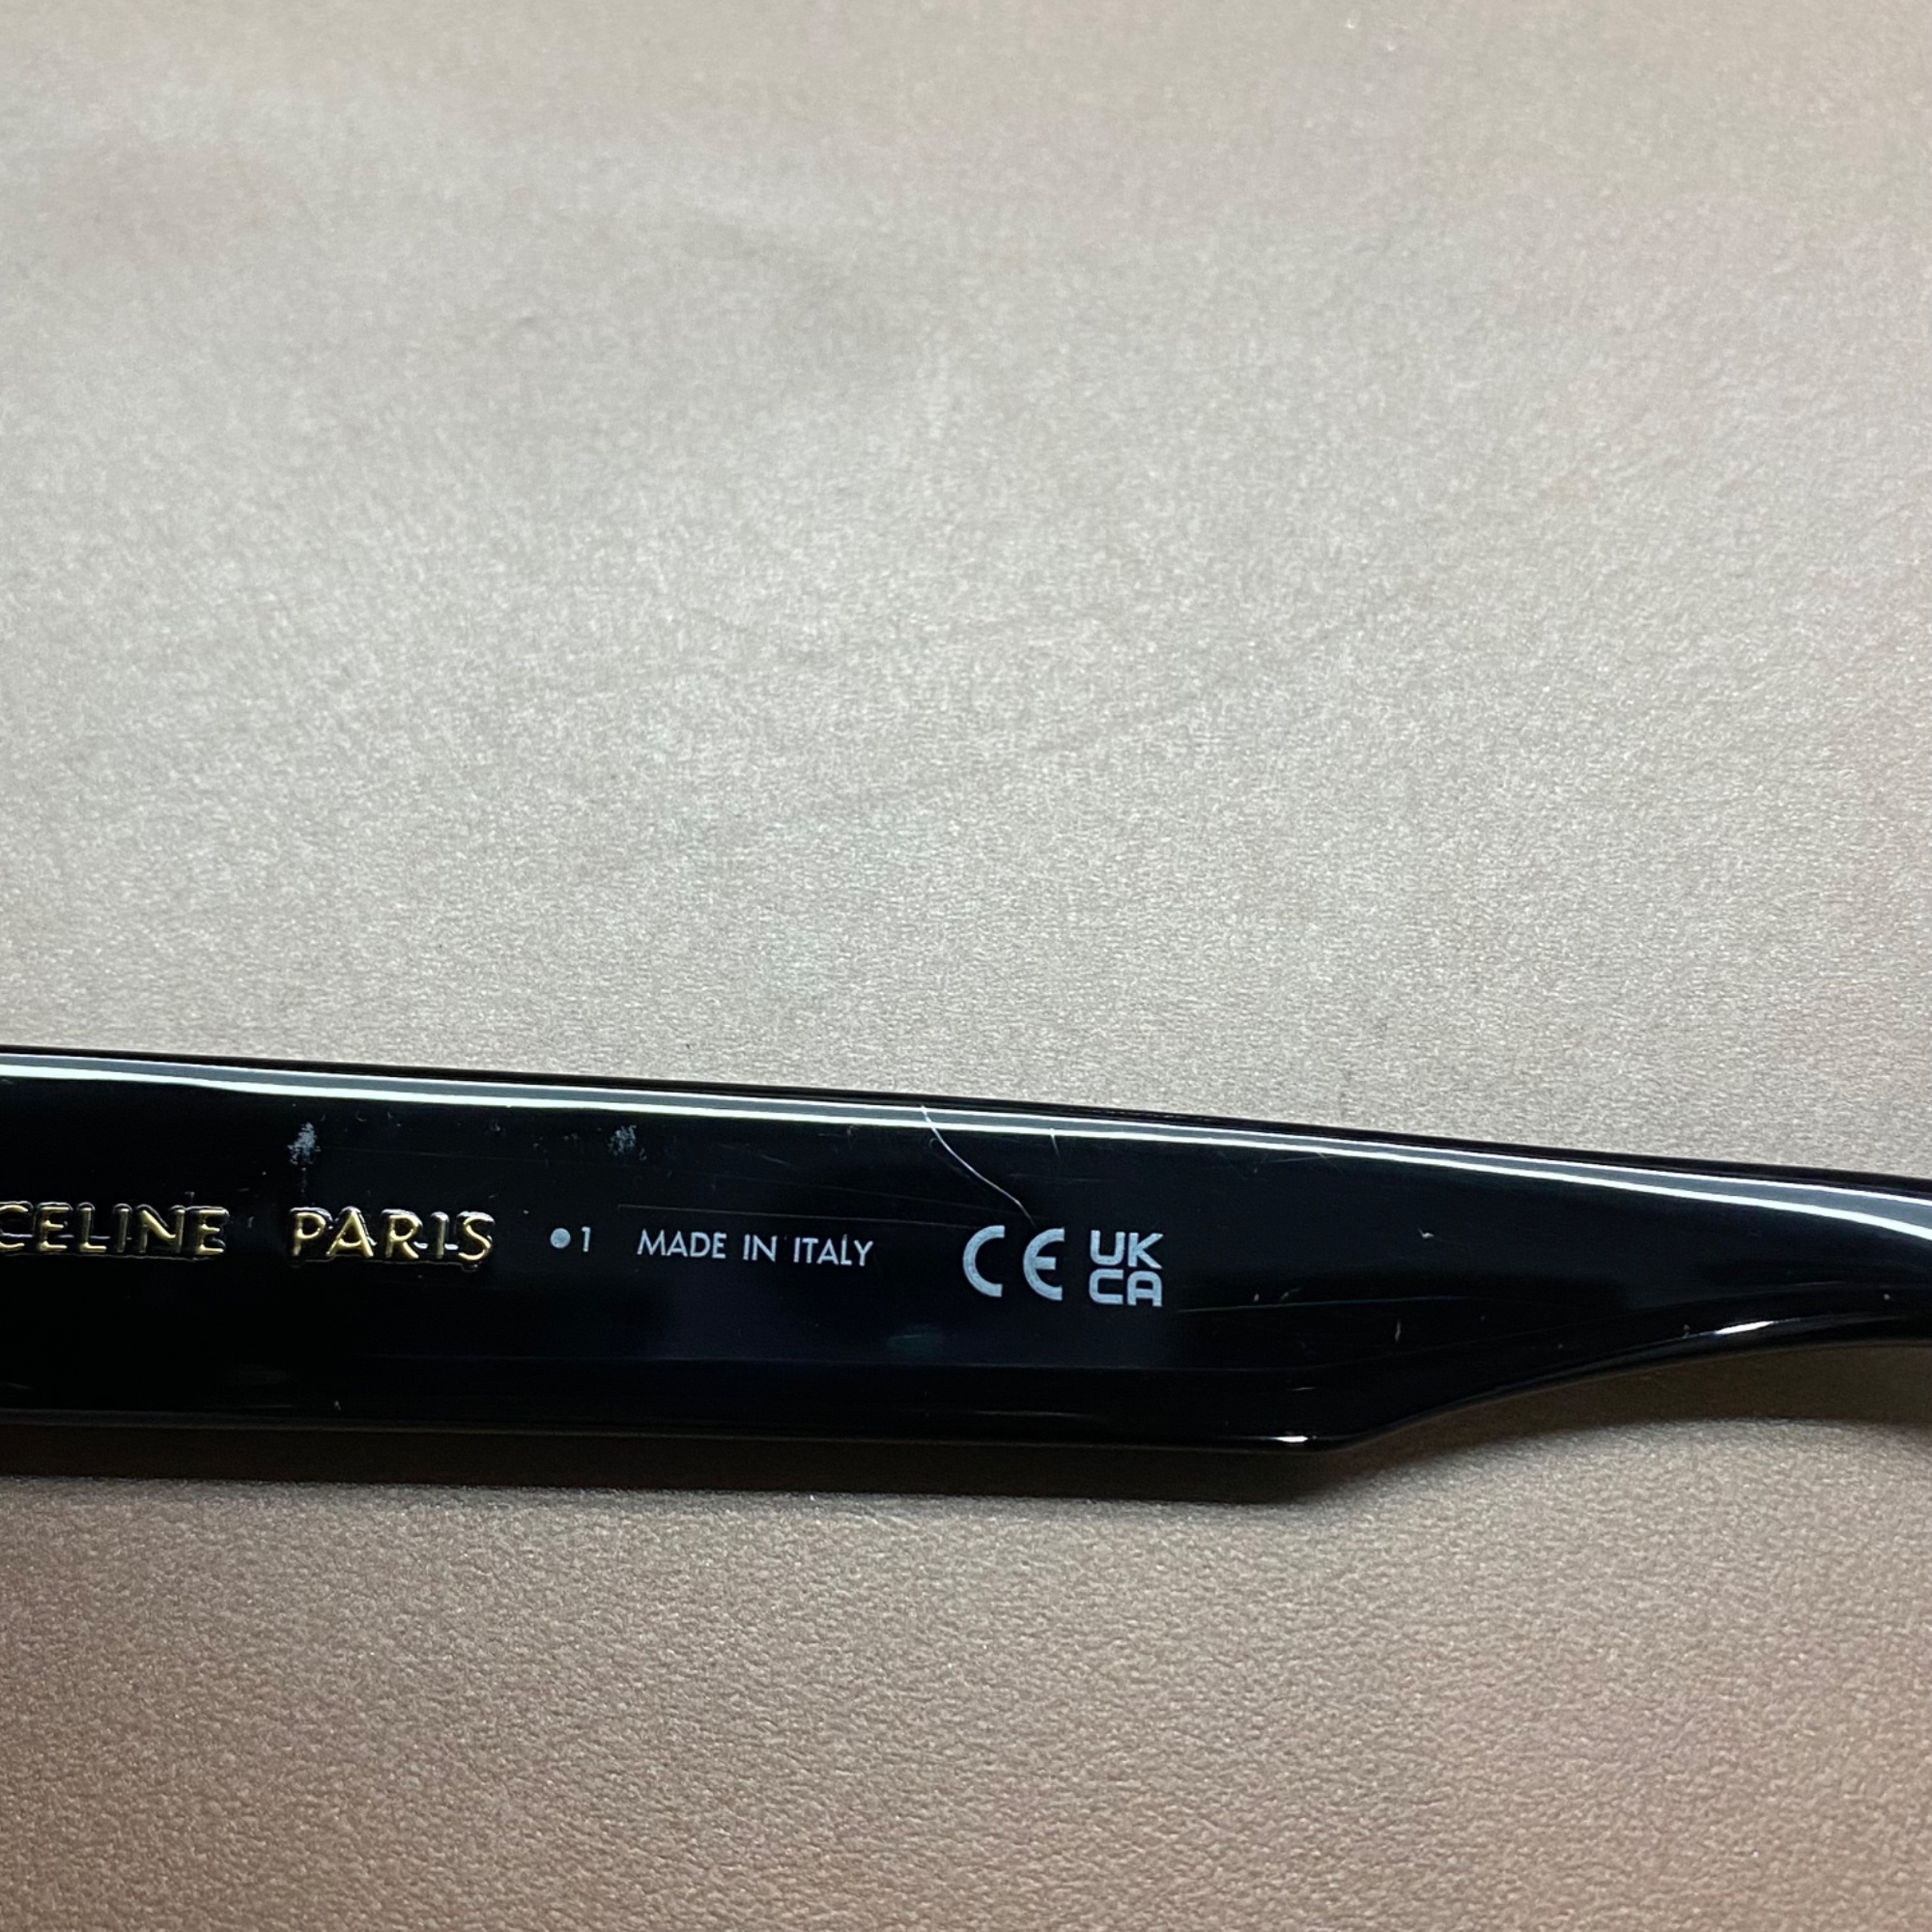 CELINE PARIS •1 MADE IN ITALY CE UK
CA